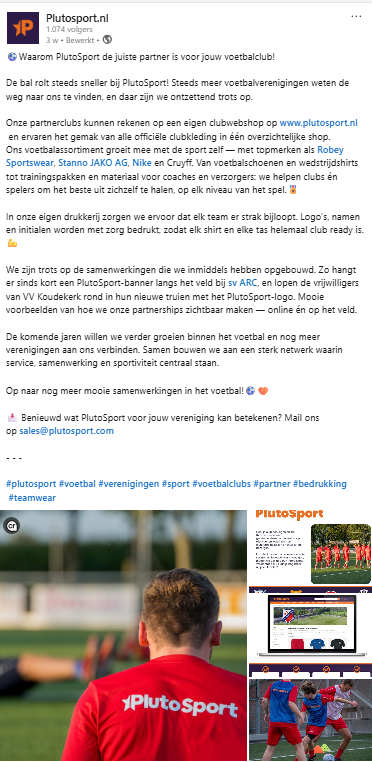 Plutosport.nl
1.074 volgers
3 w • Bewerkt •
Waarom PlutoSport de juiste partner is voor jouw voetbalclub!
De bal rolt steeds sneller bij PlutoSport! Steeds meer voetbalverenigingen weten de
weg naar ons te vinden, en daar zijn we ontzettend trots op.
Onze partnerclubs kunnen rekenen op een eigen clubwebshop op www.plutosport.nl
en ervaren het gemak van alle officiële clubkleding in één overzichtelijke shop.
Ons voetbalassortiment groeit mee met de sport zelf — met topmerken als Robey
Sportswear, Stanno JAKO AG, Nike en Cruyff. Van voetbalschoenen en wedstrijdshirts
tot trainingspakken en materiaal voor coaches en verzorgers: we helpen clubs én
spelers om het beste uit zichzelf te halen, op elk niveau van het spel.
In onze eigen drukkerij zorgen we ervoor dat elk team er strak bijloopt. Logo's, namen
en initialen worden met zorg bedrukt, zodat elk shirt en elke tas helemaal club ready is.
We zijn trots op de samenwerkingen die we inmiddels hebben opgebouwd. Zo hangt
er sinds kort een PlutoSport-banner langs het veld bij sv ARC, en lopen de vrijwilligers
van VV Koudekerk rond in hun nieuwe truien met het PlutoSport-logo. Mooie
voorbeelden van hoe we onze partnerships zichtbaar maken — online én op het veld.
De komende jaren willen we verder groeien binnen het voetbal en nog meer
verenigingen aan ons verbinden. Samen bouwen we aan een sterk netwerk waarin
service, samenwerking en sportiviteit centraal staan.
Op naar nog meer mooie samenwerkingen in het voetbal!
Benieuwd wat PlutoSport voor jouw vereniging kan betekenen? Mail ons
op sales@plutosport.com
- - -
#plutosport #voetbal #verenigingen #sport #voetbalclubs #partner #bedrukking
#teamwear
PlutoSport
PlutoSport